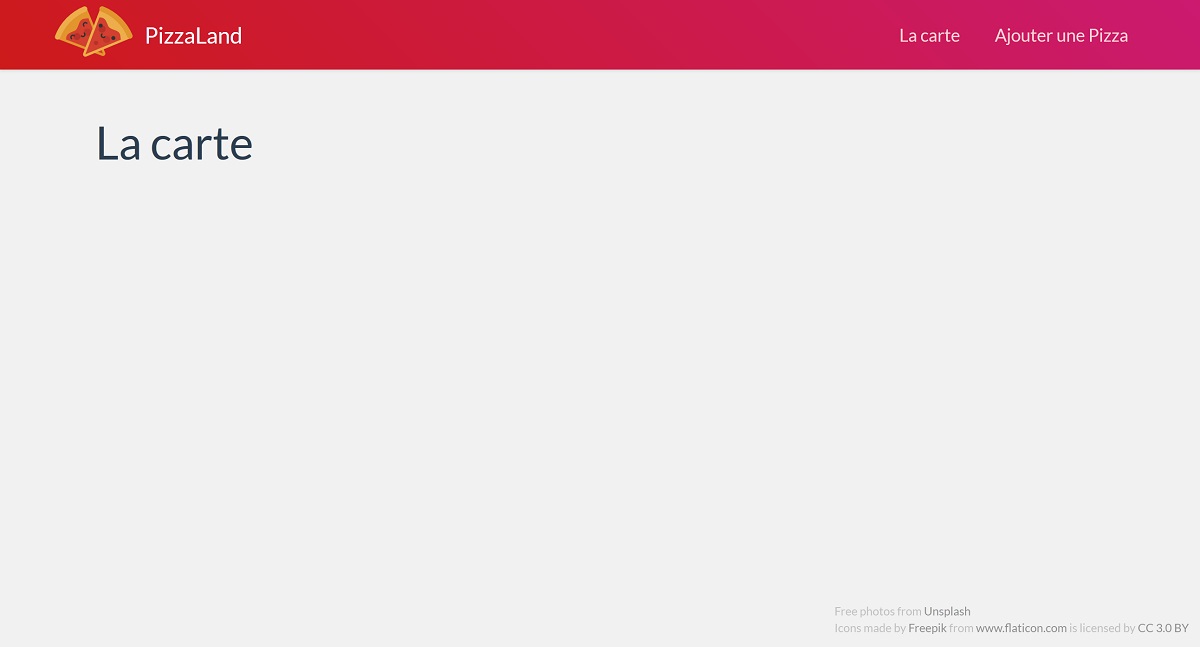 PizzaLand
La carte
Ajouter une Pizza
La carte
Free photos from Unsplash
Icons made by Freepik from www.flaticon.com is licensed by CC 3.0 BY